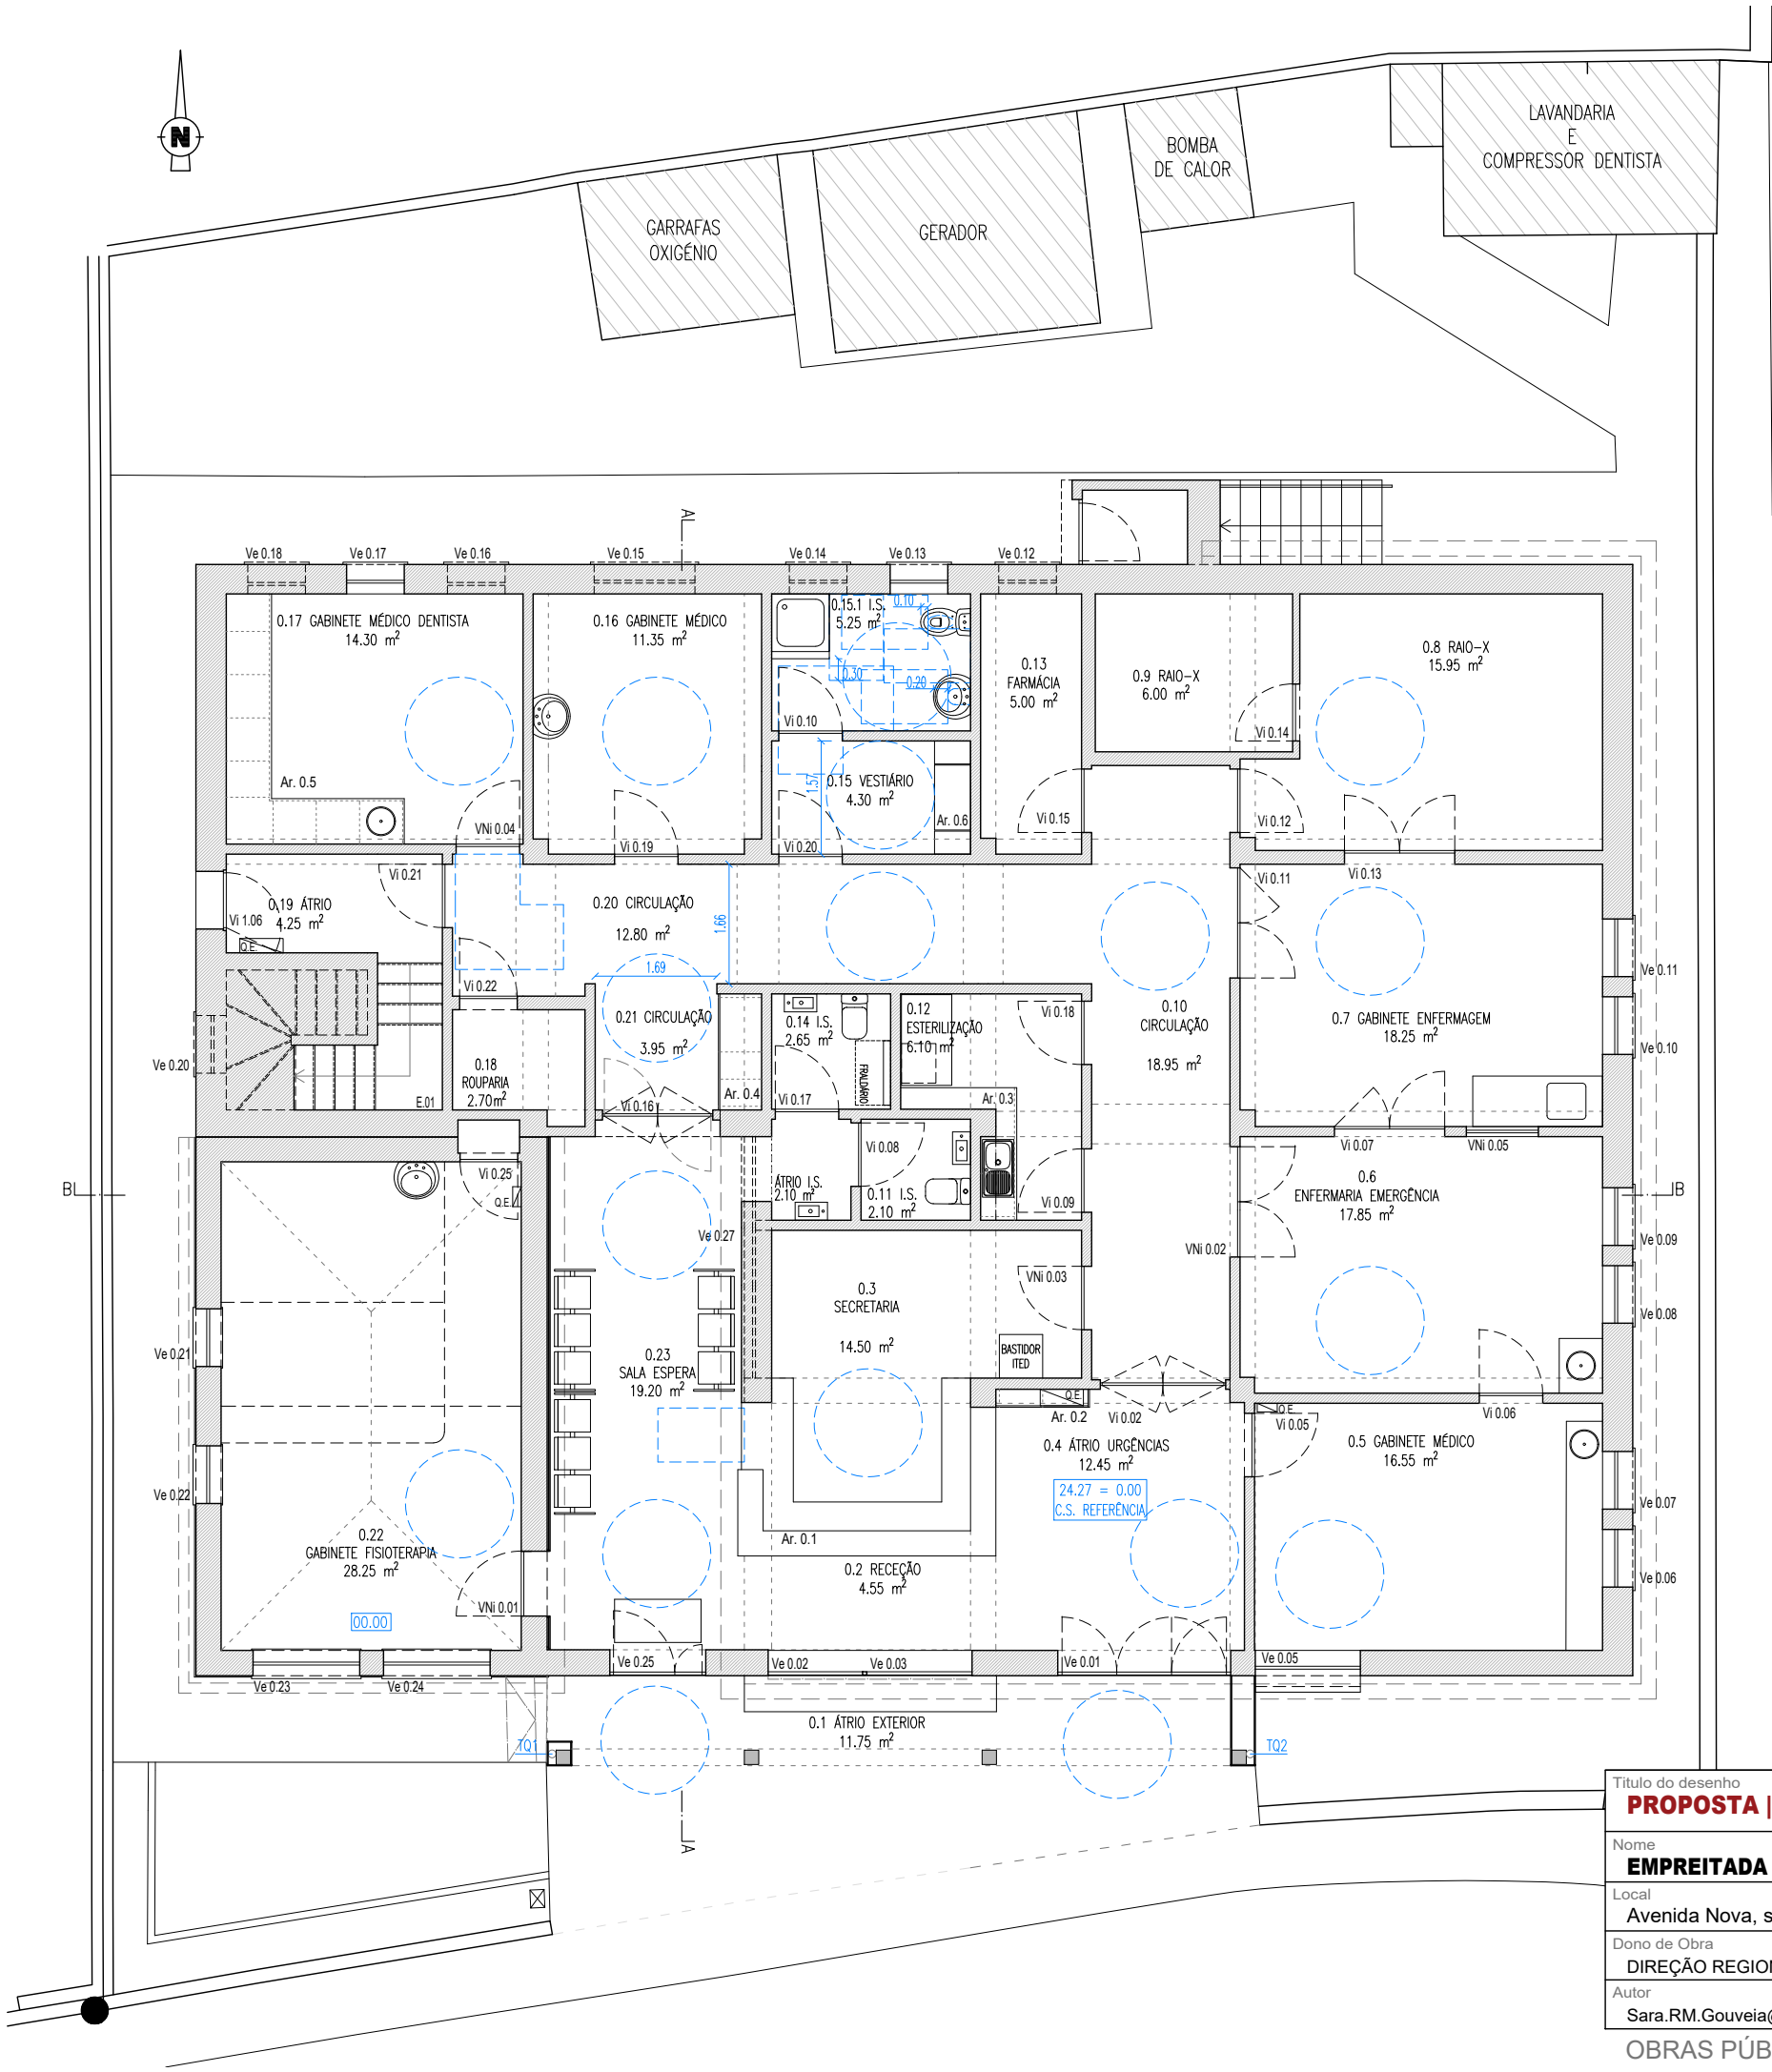 N
LAVANDARIA
E
COMPRESSOR DENTISTA
BOMBA
DE CALOR
GARRAFAS
OXIGÉNIO
GERADOR
A
Ve 0.18
Ve 0.17
Ve 0.16
Ve 0.15
Ve 0.14
Ve 0.13
Ve 0.12
0.17 GABINETE MÉDICO DENTISTA
14.30 m²
0.16 GABINETE MÉDICO
11.35 m²
0.15.1 I.S.
5.25 m²
0.10
0.30
0.20
0.13
FARMÁCIA
5.00 m²
0.9 RAIO-X
6.00 m²
0.8 RAIO-X
15.95 m²
Vi 0.10
Vi 0.14
Ar. 0.5
1.57
0.15 VESTIÁRIO
4.30 m²
Ar. 0.6
VNi 0.04
Vi 0.19
Vi 0.20
Vi 0.15
Vi 0.12
Vi 0.21
Vi 0.11
Vi 0.13
0.19 ÁTRIO
4.25 m²
Vi 1.06
Q.E.
0.20 CIRCULAÇÃO
12.80 m²
1.66
1.69
Ve 0.11
Vi 0.22
0.21 CIRCULAÇÃO
3.95 m²
0.14 I.S.
2.65 m²
FRALDÁRIO
0.12
ESTERILIZAÇÃO
6.10 m²
Vi 0.18
0.10
CIRCULAÇÃO
18.95 m²
0.7 GABINETE ENFERMAGEM
18.25 m²
Ve 0.10
Ve 0.20
0.18
ROUPARIA
2.70m²
E.01
Vi 0.16
Ar. 0.4
Vi 0.17
Ar. 0.3
Vi 0.08
Vi 0.07
VNi 0.05
Vi 0.25
Q.E.
ÁTRIO I.S.
2.10 m²
0.11 I.S.
2.10 m²
Vi 0.09
0.6
ENFERMARIA EMERGÊNCIA
17.85 m²
B
B
Ve 0.27
VNi 0.02
Ve 0.09
0.3
SECRETARIA
14.50 m²
VNi 0.03
BASTIDOR
ITED
Ve 0.08
Ve 0.21
0.23
SALA ESPERA
19.20 m²
Q.E.
Ar. 0.2
Vi 0.02
Q.E.
Vi 0.05
Vi 0.06
0.4 ÁTRIO URGÊNCIAS
12.45 m²
0.5 GABINETE MÉDICO
16.55 m²
24.27 = 0.00
C.S. REFERÊNCIA
Ve 0.22
Ve 0.07
0.22
GABINETE FISIOTERAPIA
28.25 m²
Ar. 0.1
0.2 RECEÇÃO
4.55 m²
Ve 0.06
VNi 0.01
00.00
Ve 0.25
Ve 0.02
Ve 0.03
Ve 0.01
Ve 0.05
Ve 0.23
Ve 0.24
0.1 ÁTRIO EXTERIOR
11.75 m²
TQ1
TQ2
A
Titulo do desenho
PROPOSTA |
Nome
EMPREITADA
Local
Avenida Nova, s
Dono de Obra
DIREÇÃO REGION
Autor
Sara.RM.Gouveia@
OBRAS PÚB